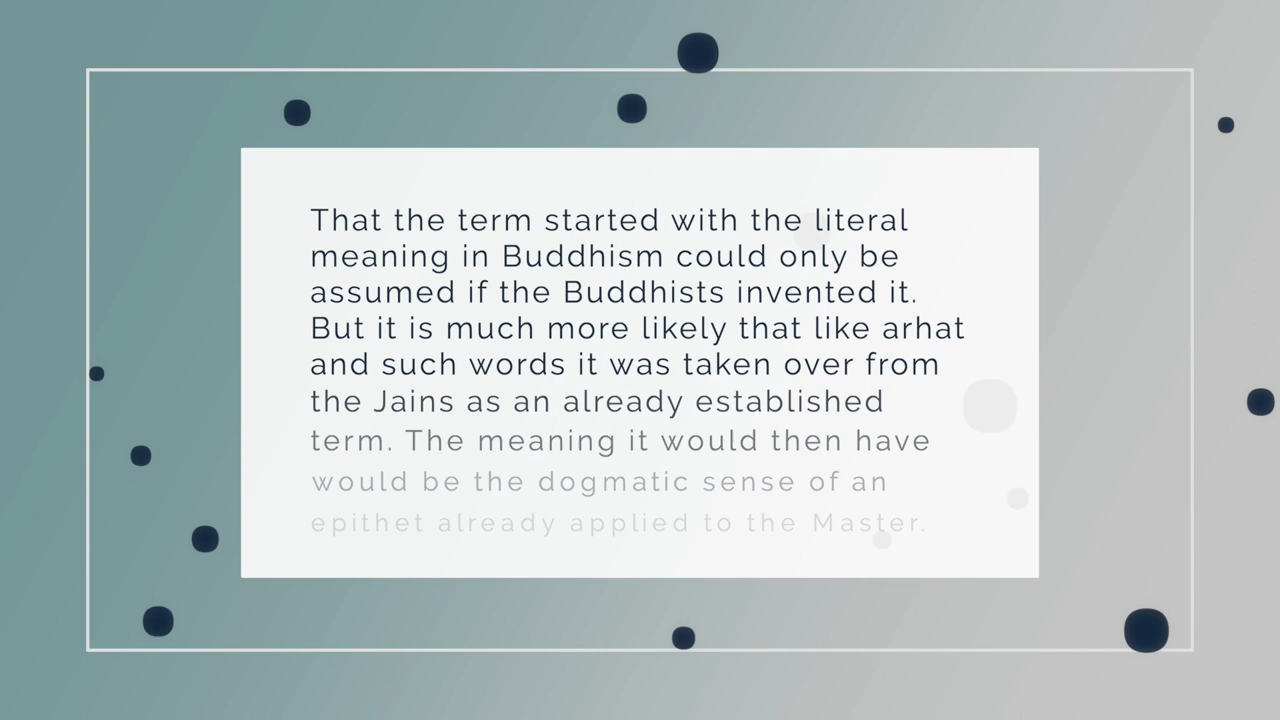 That the term started with the literal
meaning in Buddhism could only be
assumed if the Buddhists invented it.
But it is much more likely that like arhat
and such words it was taken over from
the Jains as an already established
term. The meaning it would then have
would be the dogmatic sense of an
epithet already applied to the Master.